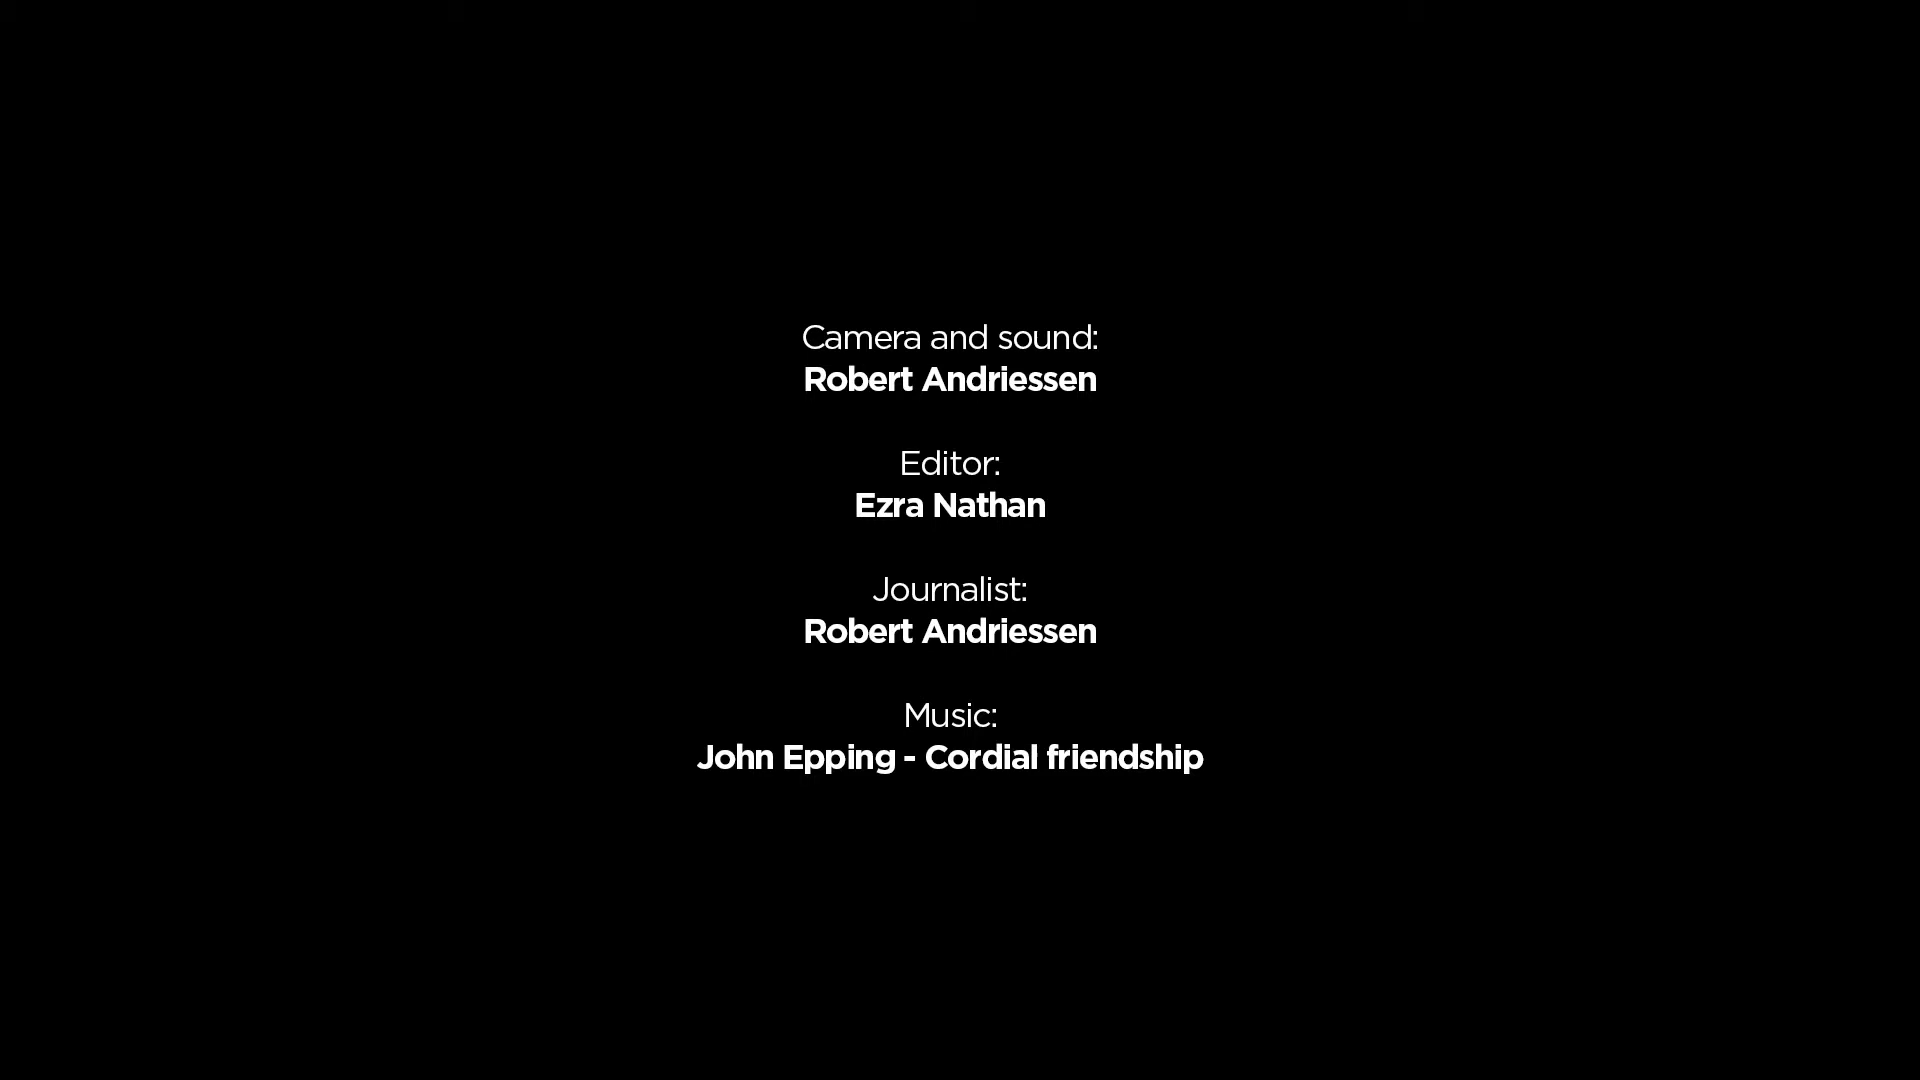 Camera and sound:
Robert Andriessen
Editor:
Ezra Nathan
Journalist:
Robert Andriessen
Music:
John Epping - Cordial friendship